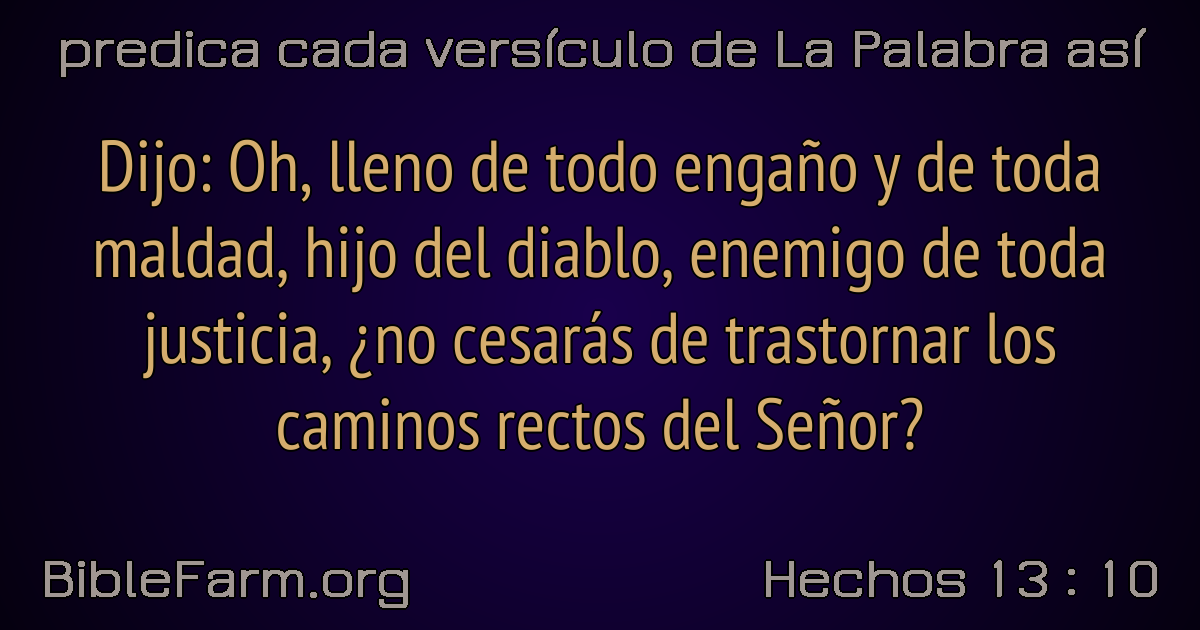 predica cada versículo de La Palabra así
Dijo: Oh, lleno de todo engaño y de toda
maldad, hijo del diablo, enemigo de toda
justicia, ¿no cesarás de trastornar los
caminos rectos del Señor?
BibleFarm.org
Hechos 13 : 10